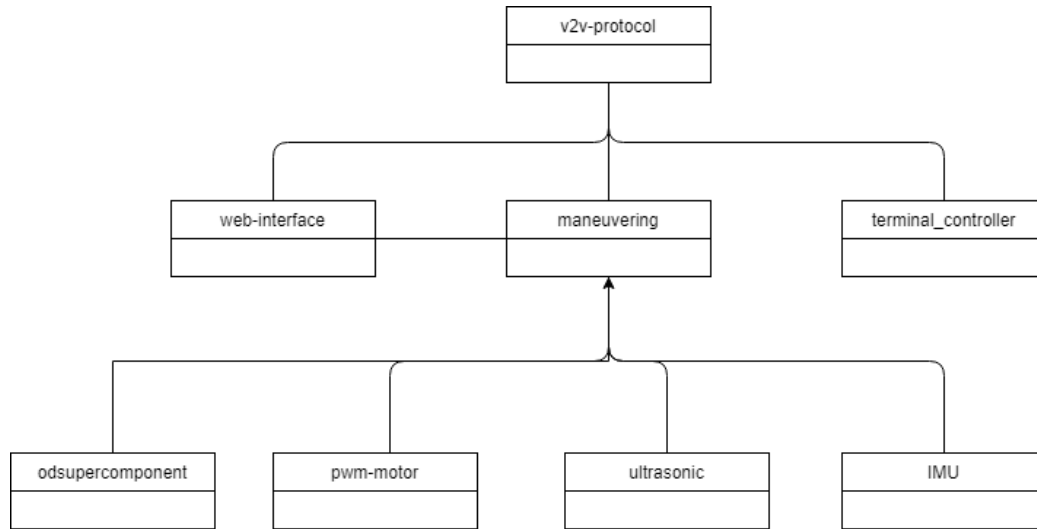 v2v-protocol
web-interface
maneuvering
terminal_controller
odsupercomponent
pwm-motor
ultrasonic
IMU